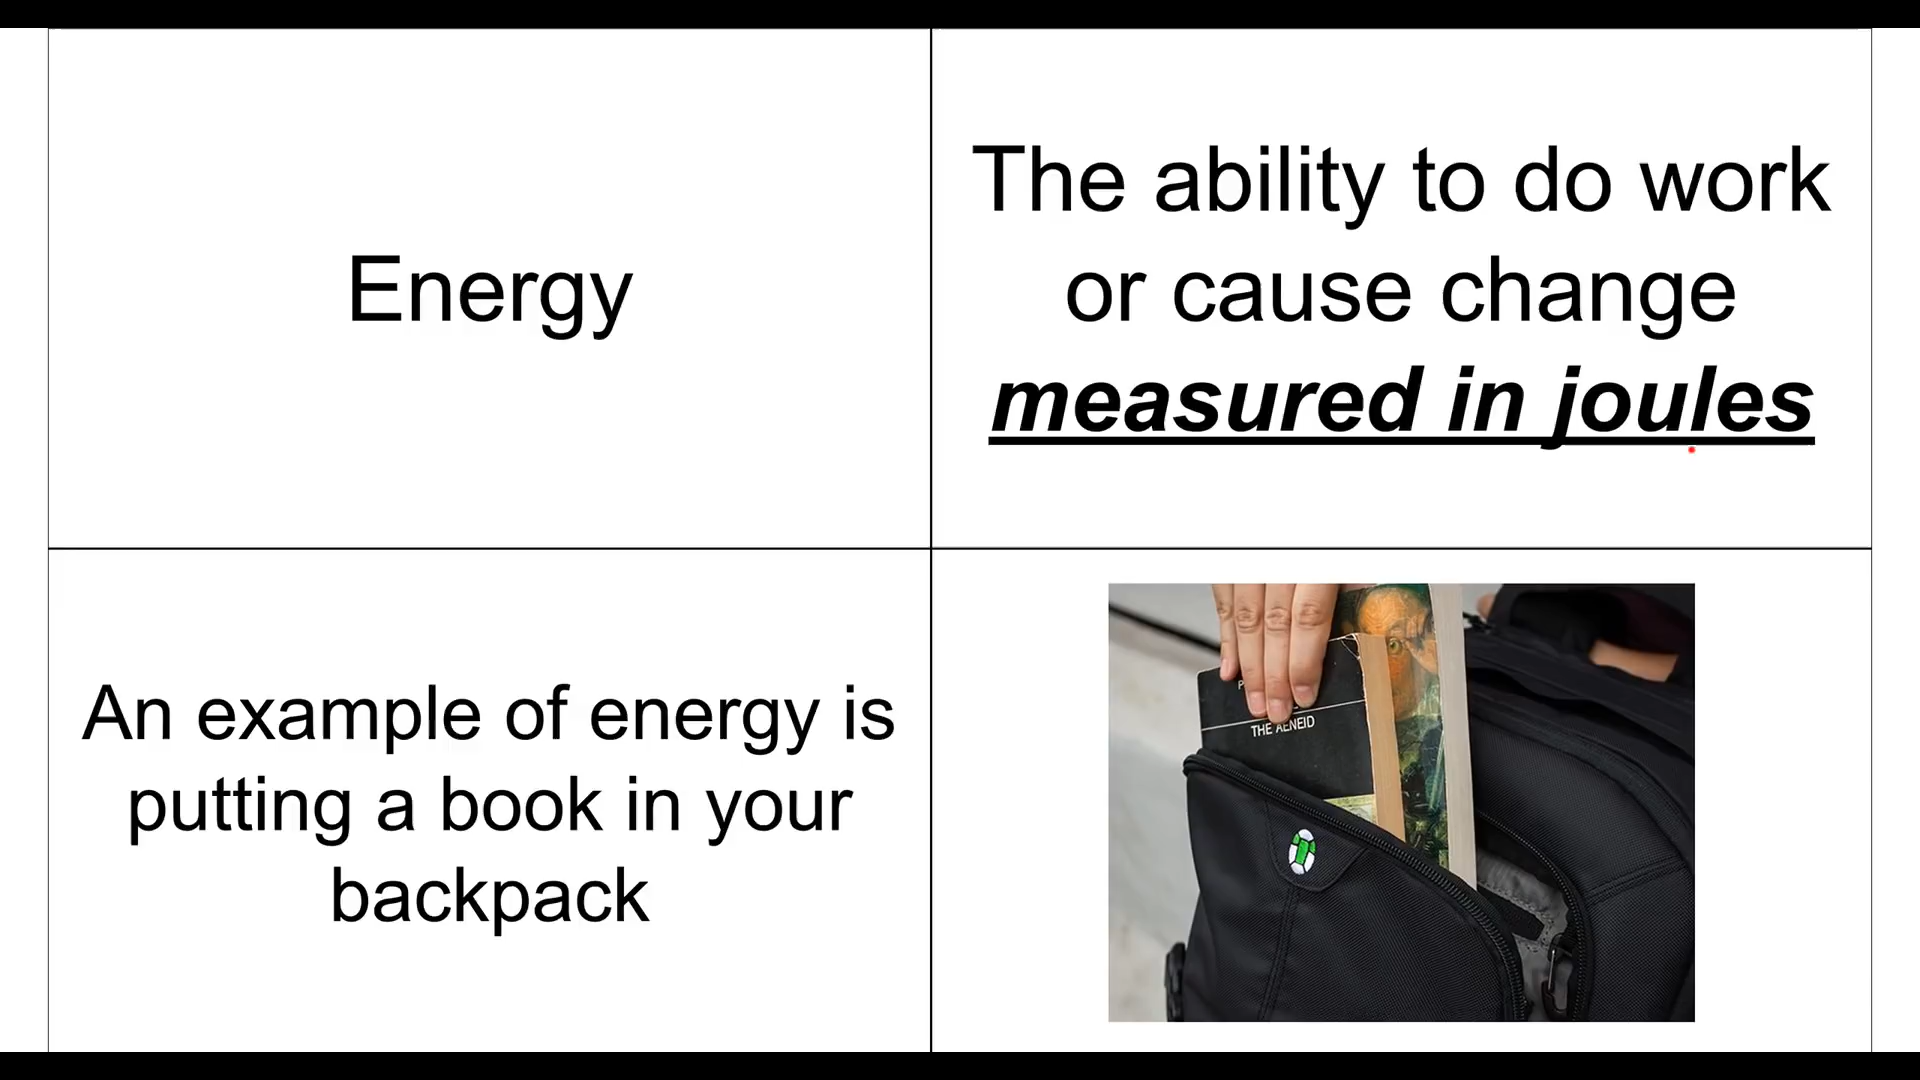 Energy
The ability to do work
or cause change
measured in joules
An example of energy is
putting a book in your
backpack
THE AENEID